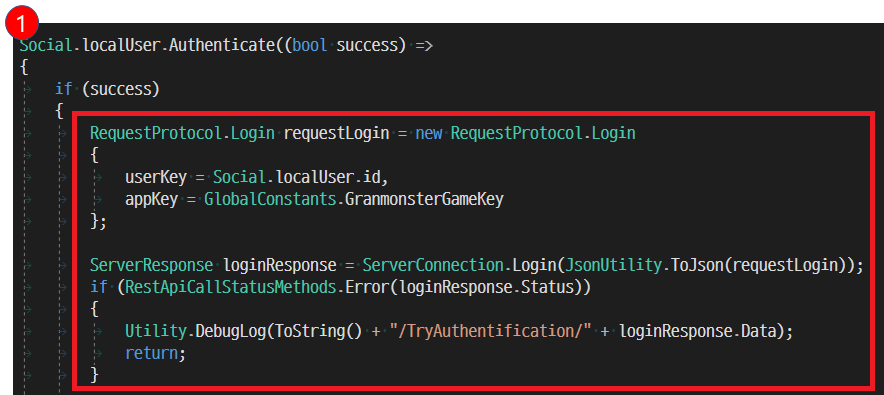 1
Social.localUser.Authenticate((bool success) =>
{
if (success)
{
RequestProtocol.Login requestLogin = new RequestProtocol.Login
{
userKey = Social.localUser.id,
appKey = GlobalConstants.GranmonsterGameKey
};
ServerResponse loginResponse = ServerConnection.Login(JsonUtility.ToJson(requestLogin));
if (RestApiCallStatusMethods.Error(loginResponse.Status))
{
Utility.DebugLog(ToString() + "/TryAuthentification/" + loginResponse.Data);
return;
}